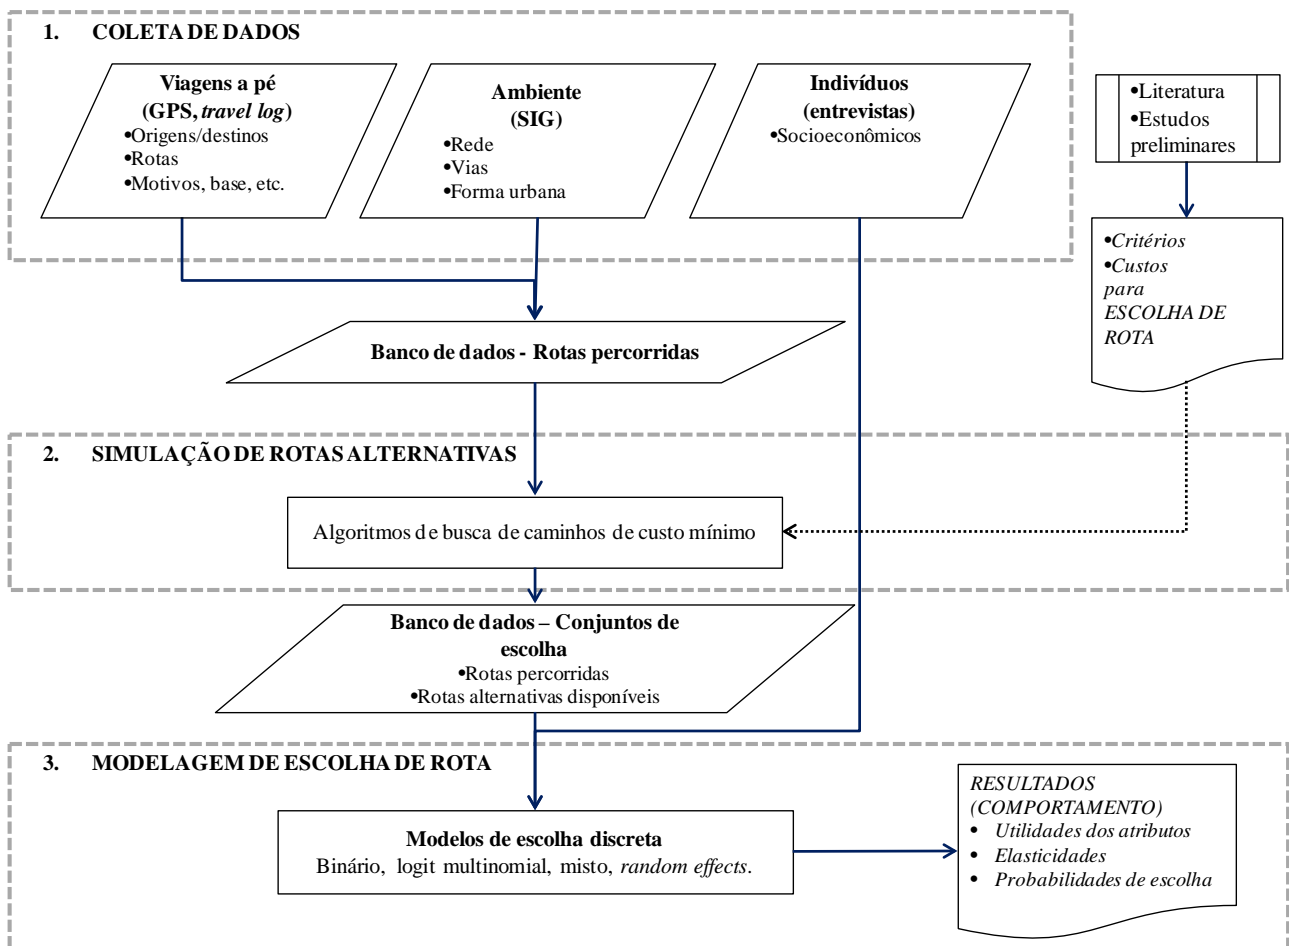 1. COLETA DE DADOS
Viagens a pé
(GPS, travel log)
•Origens/destinos
•Rotas
•Motivos, base, etc.
Ambiente
(SIG)
•Rede
•Vias
•Forma urbana
Indivíduos
(entrevistas)
•Socioeconômicos
•Literatura
•Estudos
preliminares
•Critérios
•Custos
para
ESCOLHA DE
ROTA
Banco de dados - Rotas percorridas
2. SIMULAÇÃO DE ROTAS ALTERNATIVAS
Algoritmos de busca de caminhos de custo mínimo
Banco de dados – Conjuntos de
escolha
•Rotas percorridas
•Rotas alternativas disponíveis
3. MODELAGEM DE ESCOLHA DE ROTA
Modelos de escolha discreta
Binário, logit multinomial, misto, random effects.
RESULTADOS
(COMPORTAMENTO)
• Utilidades dos atributos
• Elasticidades
• Probabilidades de escolha